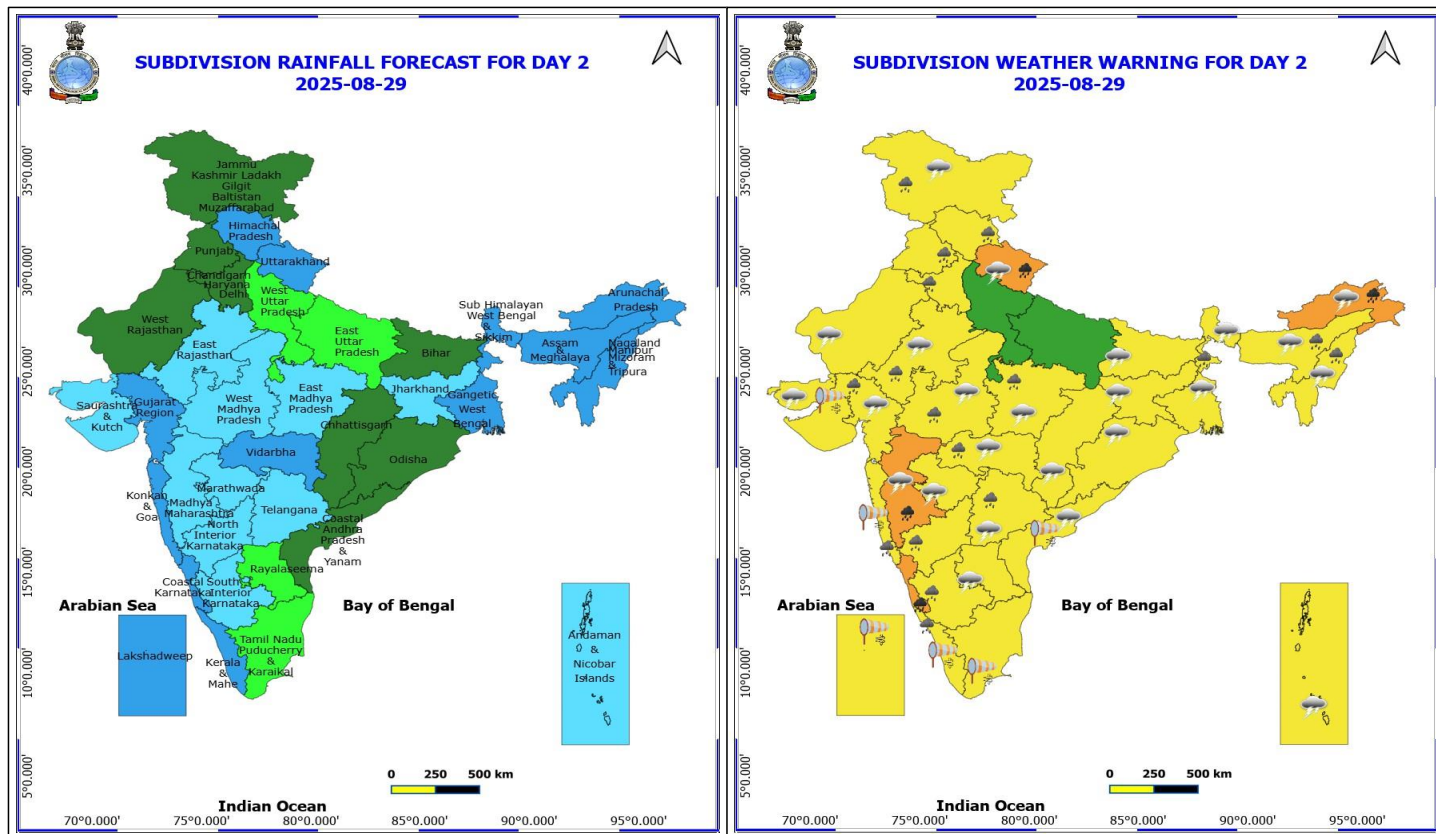 SUBDIVISION RAINFALL FORECAST FOR DAY 2
2025-08-29
40°0.000'
35°0.000'
30°0.000'
25°0.000'
20°0.000'
15°0.000'
10°0.000'
5°0.000'
Jammu
Kashmir Ladakh
Gilgit
Baltistan
Muzaffarabad
Himachal
Pradesh
Punjab
Uttarakhand
Chandigarh
Haryana
Delhi
West
Uttar
Pradesh
West
Rajasthan
East
Rajasthan
East
Uttar
Pradesh
Bihar
Sub Himalayan
West Bengal
&
Sikkim
Arunachal
Pradesh
Assam
&
Meghalaya
Nagaland
Manipur
Mizoram
&
Tripura
Saurashtra
&
Kutch
Gujarat
Region
West
Madhya
Pradesh
East
Madhya
Pradesh
Jharkhand
Gangetic
West
Bengal
Chhattisgarh
Odisha
Vidarbha
Konkan
&
Goa
Marathwada
Madhya
Maharashtra
North
Interior
Karnataka
Telangana
Coastal
Andhra
Pradesh
&
Yanam
Rayalaseema
Coastal
Karnataka
South
Interior
Karnataka
Arabian Sea
Bay of Bengal
Lakshadweep
Kerala
&
Mahe
Tamil Nadu
Puducherry
&
Karaikal
Andaman
&
Nicobar
Islands
0 250 500 km
Indian Ocean
70°0.000' 75°0.000' 80°0.000' 85°0.000' 90°0.000' 95°0.000'
SUBDIVISION WEATHER WARNING FOR DAY 2
2025-08-29
40°0.000'
35°0.000'
30°0.000'
25°0.000'
20°0.000'
15°0.000'
10°0.000'
5°0.000'
Arabian Sea
Bay of Bengal
0 250 500 km
Indian Ocean
70°0.000' 75°0.000' 80°0.000' 85°0.000' 90°0.000' 95°0.000'